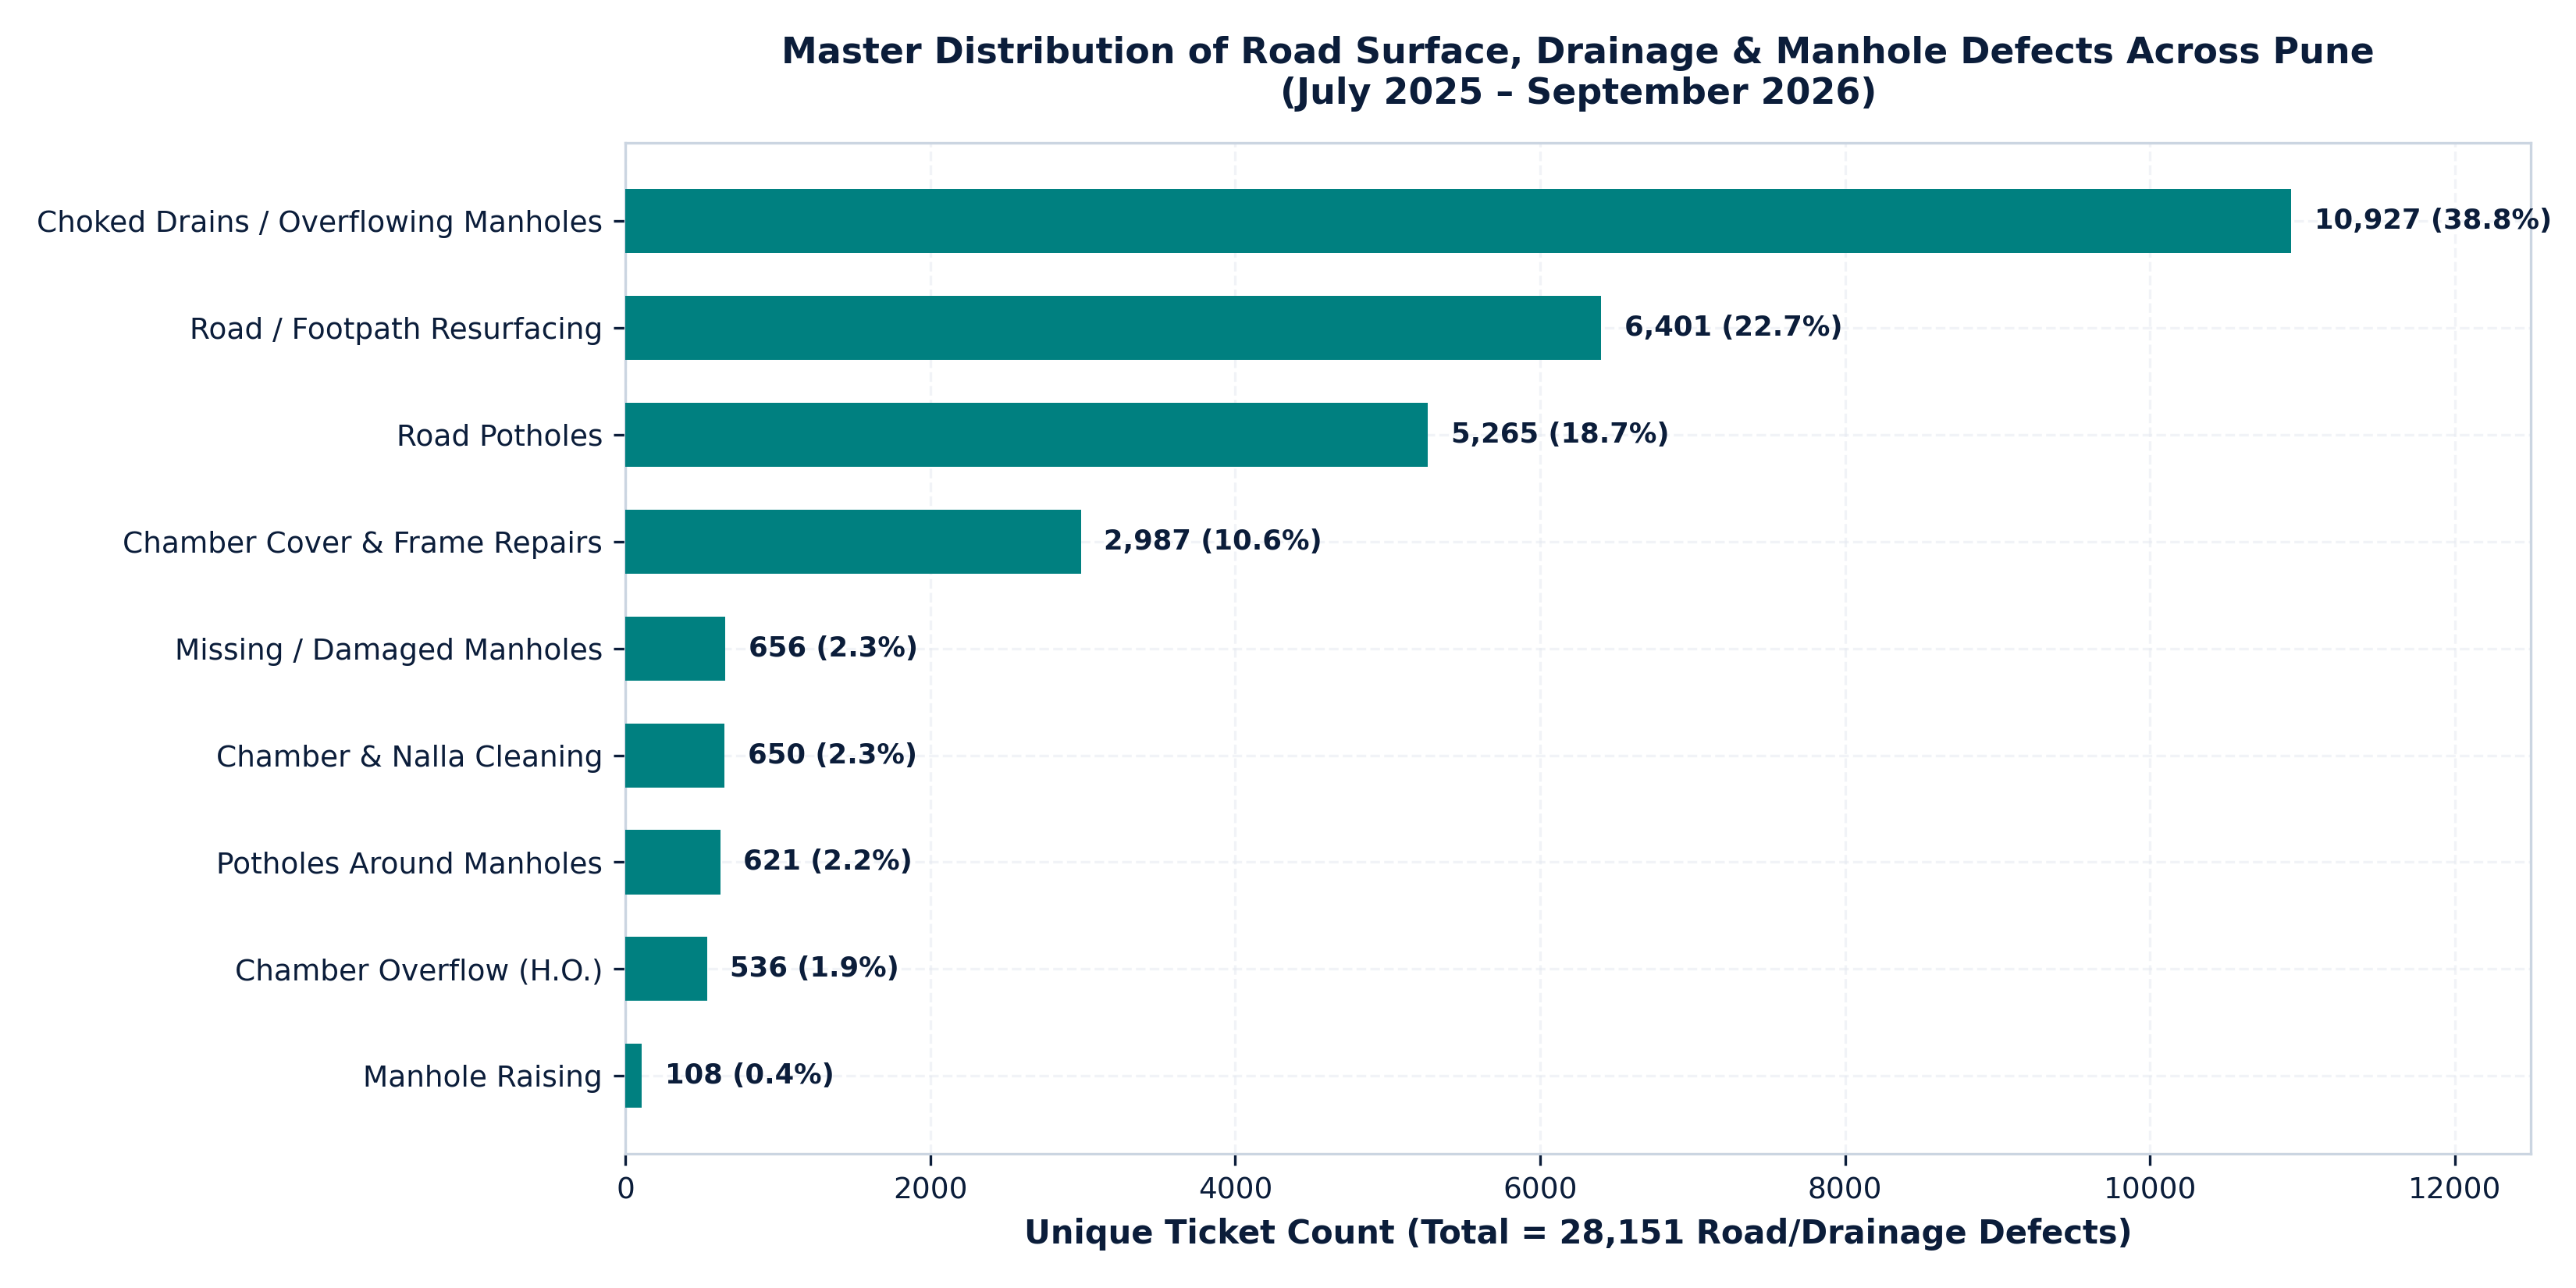 Master Distribution of Road Surface, Drainage & Manhole Defects Across Pune
(July 2025 – September 2026)
Choked Drains / Overflowing Manholes
10,927 (38.8%)
Road / Footpath Resurfacing
6,401 (22.7%)
Road Potholes
5,265 (18.7%)
Chamber Cover & Frame Repairs
2,987 (10.6%)
Missing / Damaged Manholes
656 (2.3%)
Chamber & Nalla Cleaning
650 (2.3%)
Potholes Around Manholes
621 (2.2%)
Chamber Overflow (H.O.)
536 (1.9%)
Manhole Raising
108 (0.4%)
0 2000 4000 6000 8000 10000 12000
Unique Ticket Count (Total = 28,151 Road/Drainage Defects)